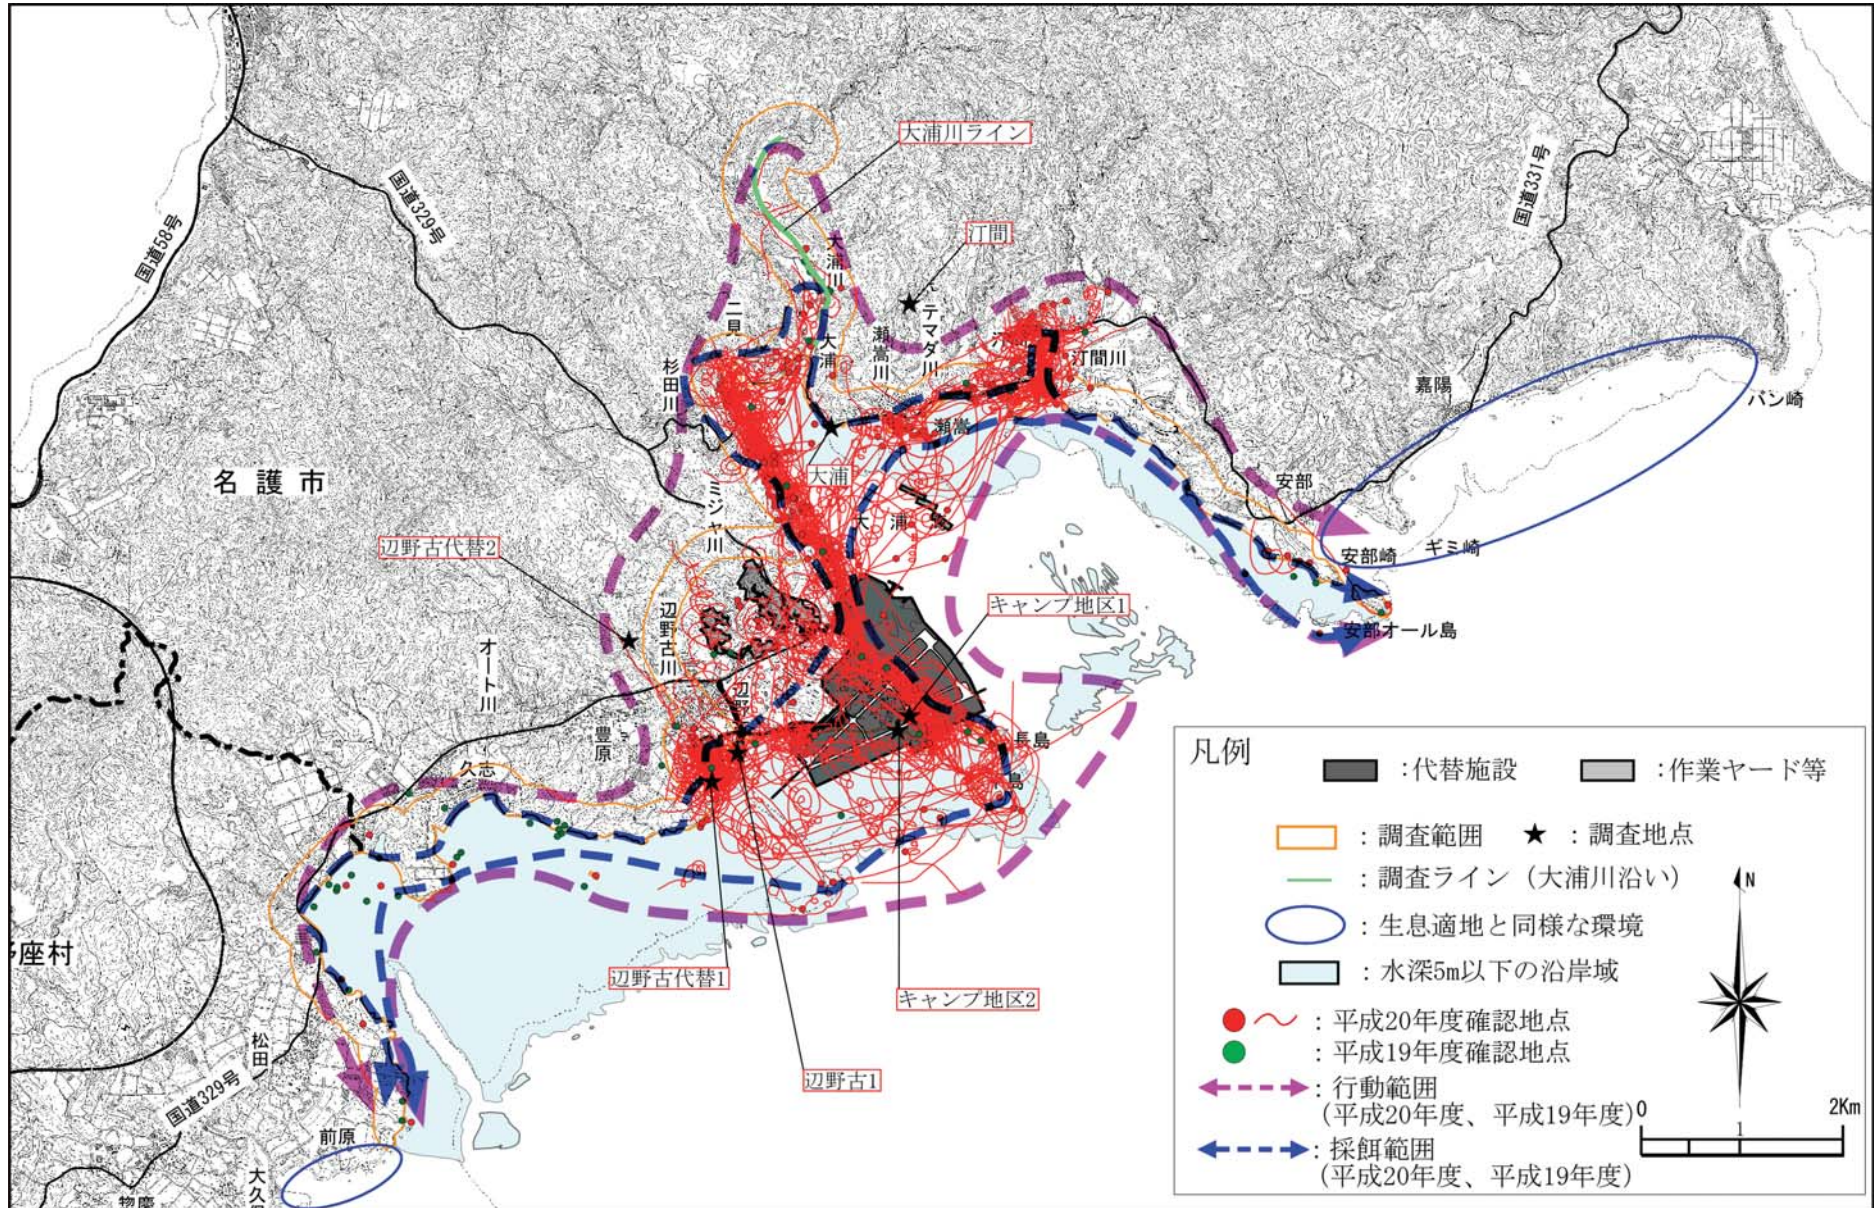 大浦川ライン
国道58号
国道329号
国道331号
汀間
大浦川
二見
大浦
瀬嵩川
テマダ川
汀間川
杉田川
嘉陽
バン崎
瀬嵩
大浦
名護市
安部
ミジャ川
大浦
辺野古代替2
安部崎
ギミ崎
キャンプ地区1
安部オール島
辺野古川
オート川
辺野
豊原
長島
島
久志
座村
辺野古代替1
キャンプ地区2
辺野古1
松田
国道329号
前原
大久
惣慶
凡例
:代替施設
:作業ヤード等
:調査範囲
★:調査地点
:調査ライン（大浦川沿い）
:生息適地と同様な環境
:水深5m以下の沿岸域
:平成20年度確認地点
:平成19年度確認地点
:行動範囲
(平成20年度、平成19年度)
:採餌範囲
(平成20年度、平成19年度)
N
0 1 2Km